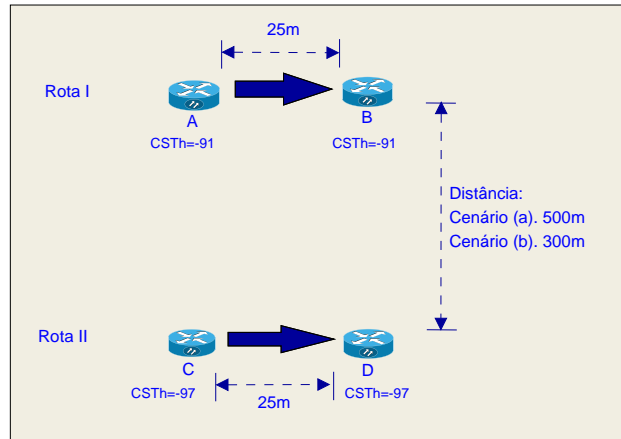 25m
Rota I
A
B
CSTh=-91
CSTh=-91
Distância:
Cenário (a). 500m
Cenário (b). 300m
Rota II
C
D
CSTh=-97
CSTh=-97
25m